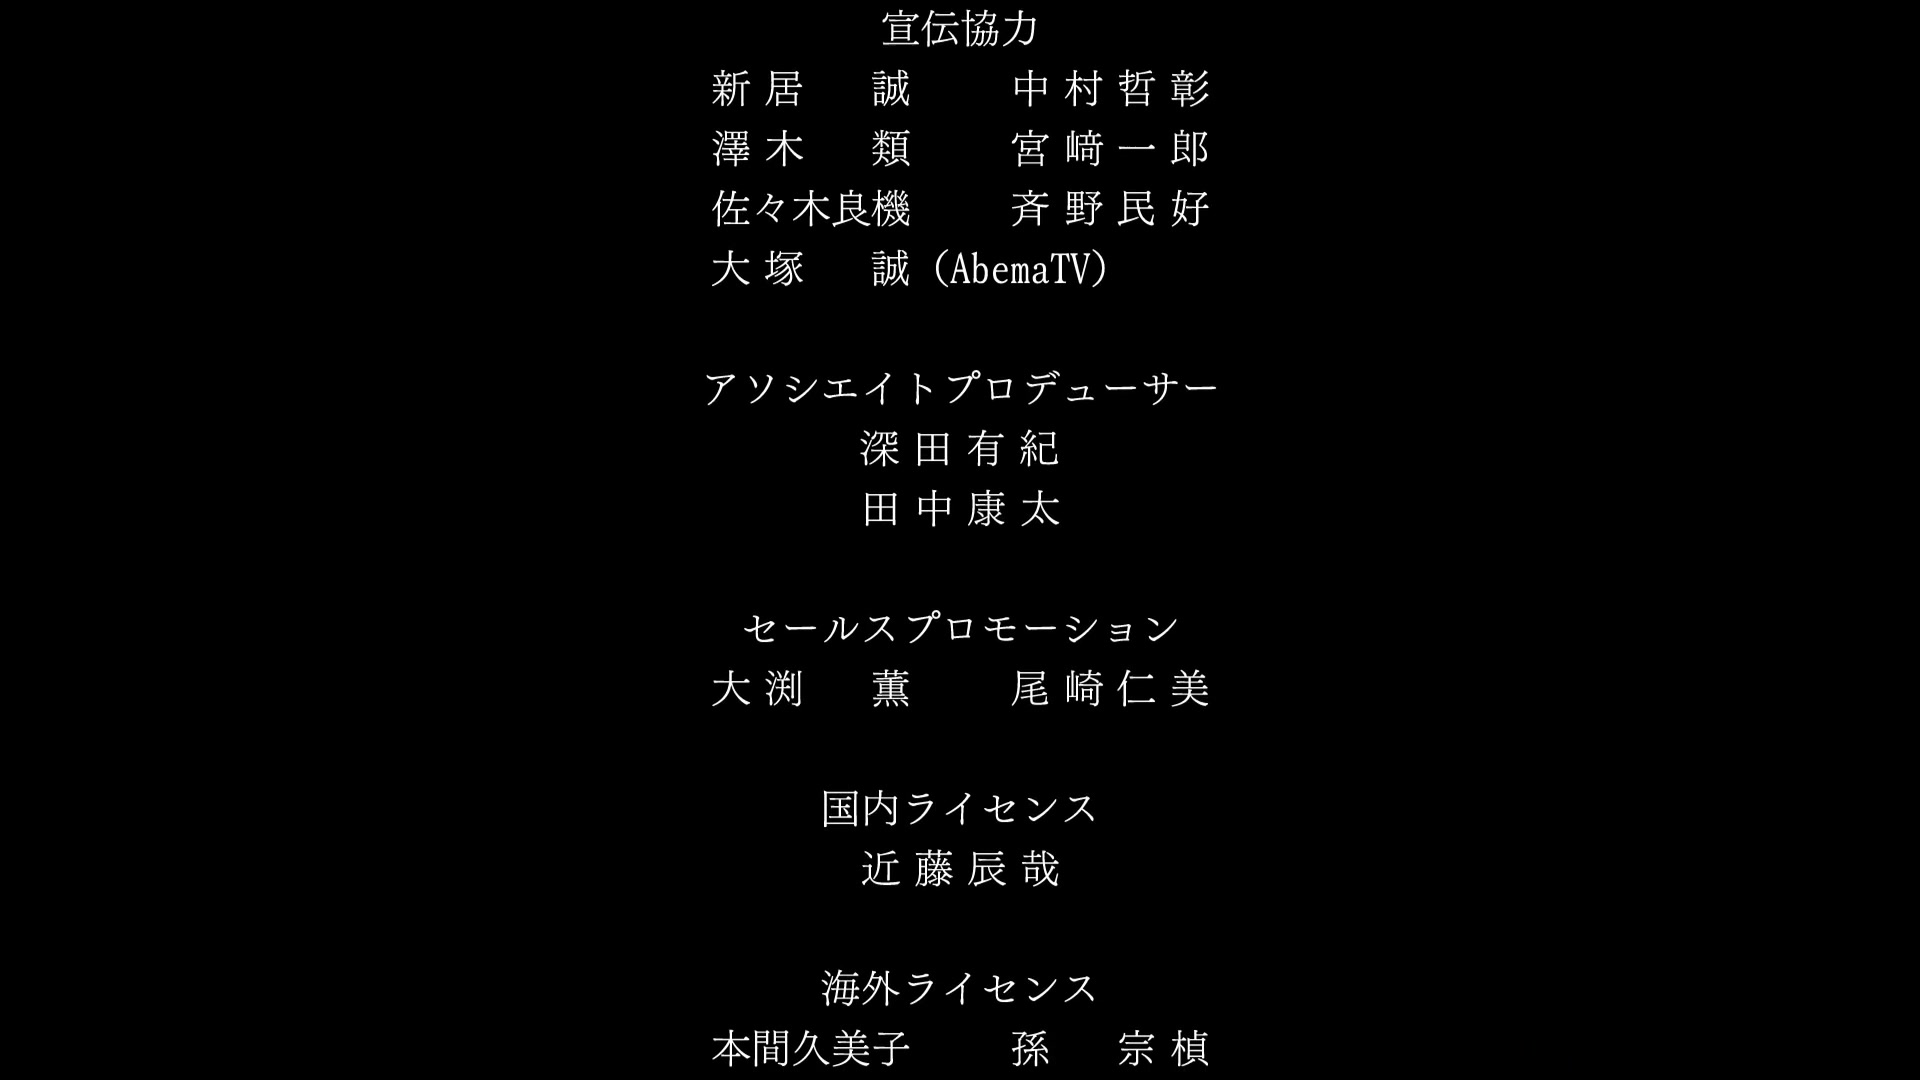 宣伝協力
新居 誠 中村哲彰
澤木 類 宮﨑一郎
佐々木良機 斉野民好
大塚 誠（AbemaTV）
アソシエイトプロデューサー
深田有紀
田中康太
セールスプロモーション
大渕 薫 尾崎仁美
国内ライセンス
近藤辰哉
海外ライセンス
本間久美子 孫 宗楨